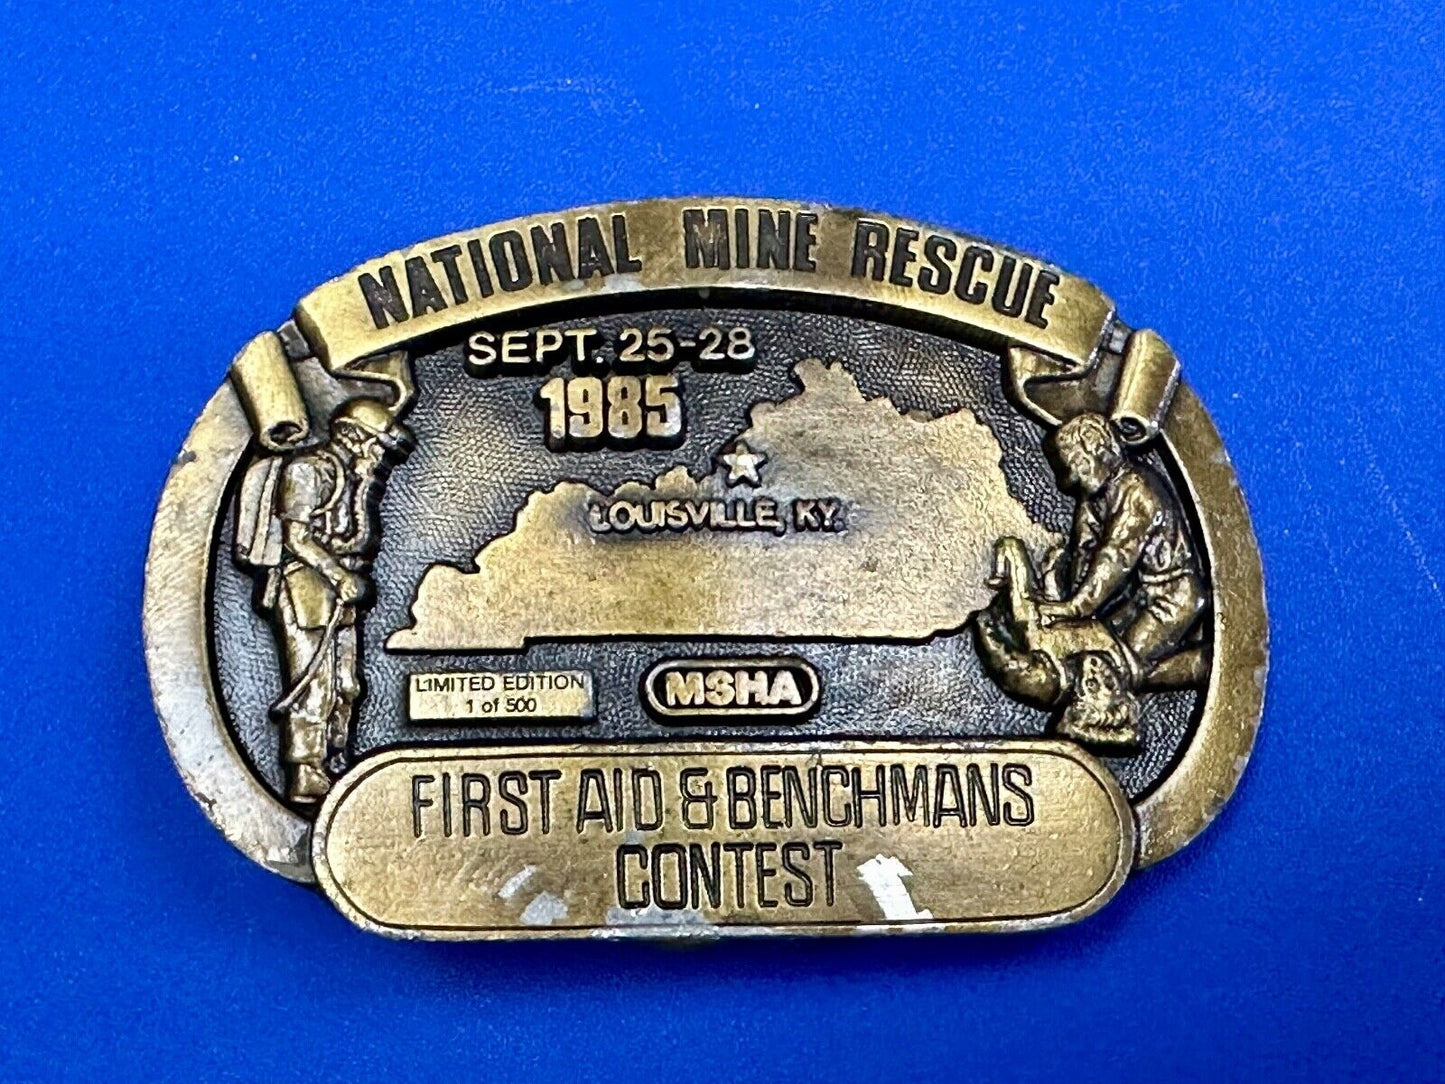 NATIONAL MINE RESCUE
SEPT. 25-28
1985
LOUISVILLE, KY.
LIMITED EDITION
1 of 500
MSHA
FIRST AID & BENCHMANS
CONTEST